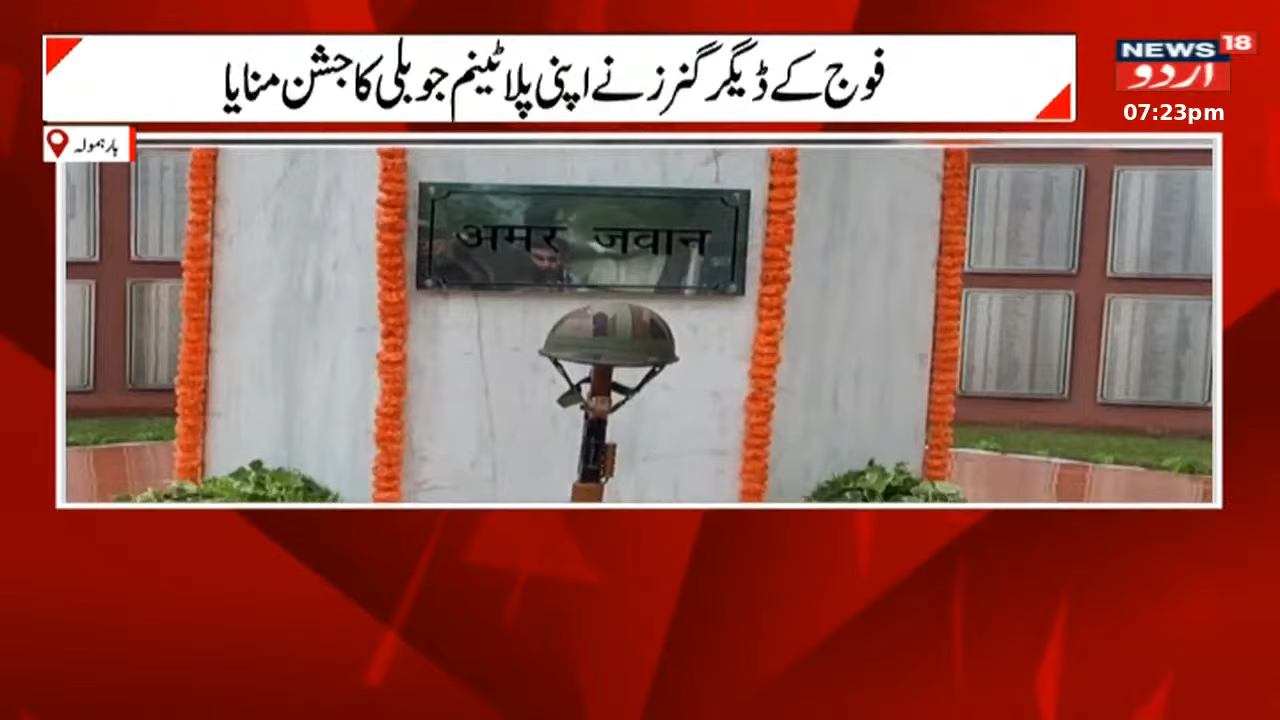 فوج کے ڈیگر گنرز نے اپنی پلاٹینم جوبلی کا جشن منایا
NEWS 18
اردو
07:23pm
بارہمولہ
अमर जवान